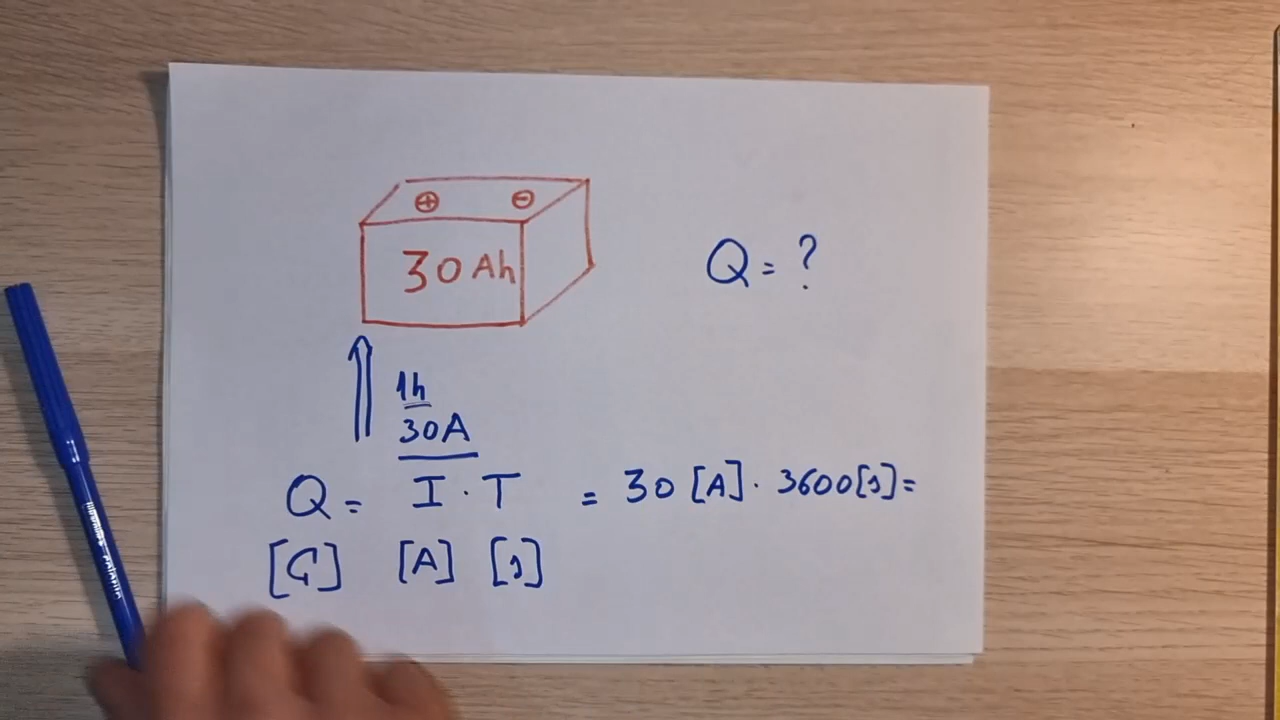 ⊕ ⊖
30 Ah
Q = ?
1h
30A
Q = I · T = 30 [A] · 3600 [s] =
[C] [A] [s]